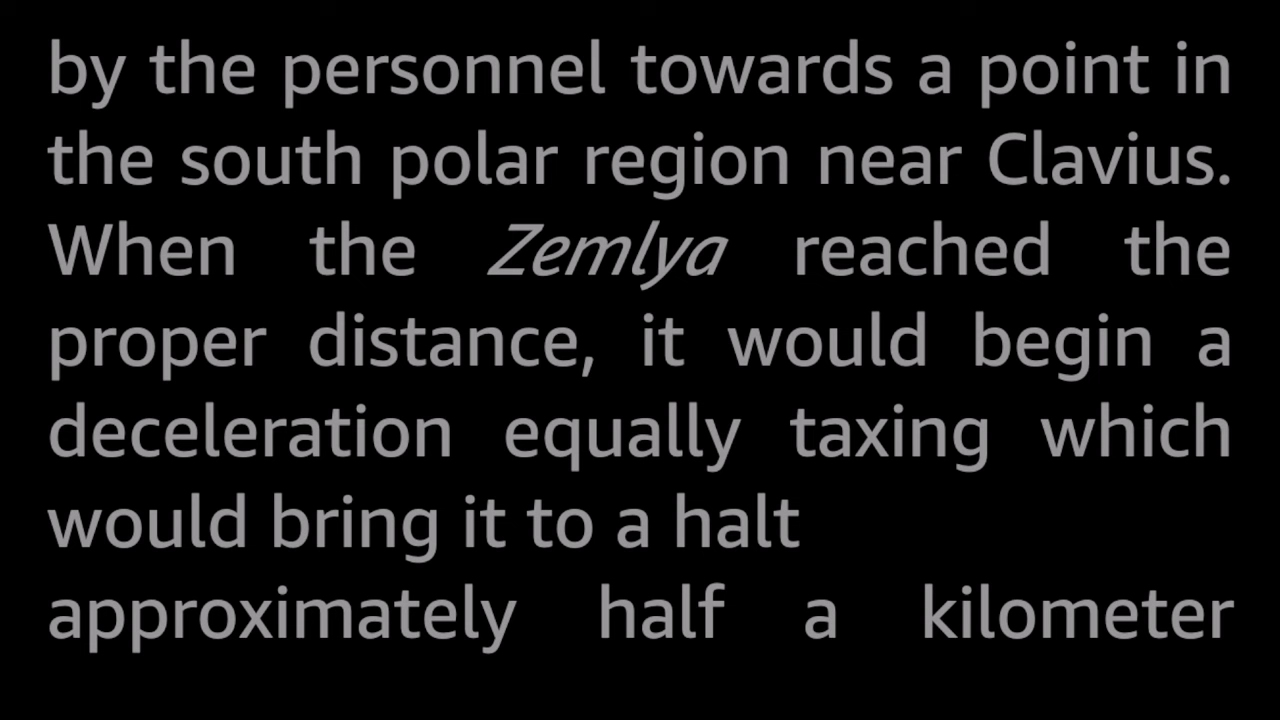 by the personnel towards a point in
the south polar region near Clavius.
When the Zemlya reached the
proper distance, it would begin a
deceleration equally taxing which
would bring it to a halt
approximately half a kilometer